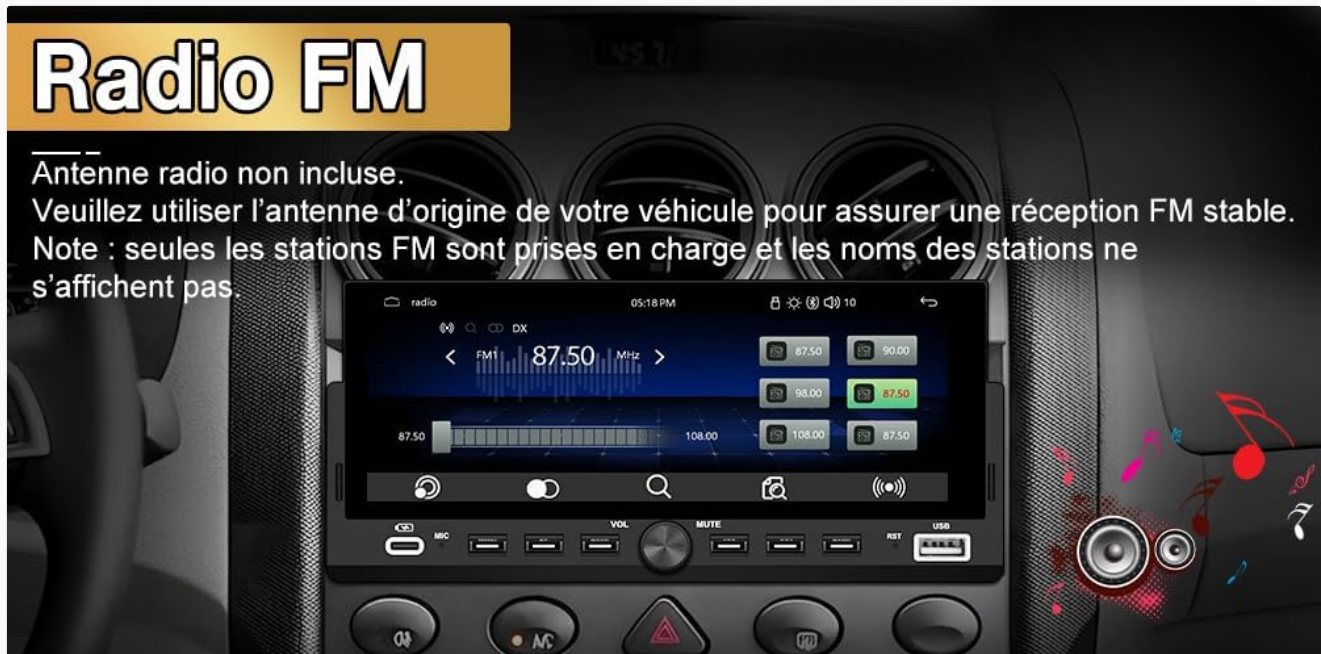 Radio FM
Antenne radio non incluse.
Veuillez utiliser l’antenne d’origine de votre véhicule pour assurer une réception FM stable.
Note : seules les stations FM sont prises en charge et les noms des stations ne
s’affichent pas.
radio 05:18 PM 10
DX
FM1 87.50 MHz
87.50 90.00
98.00 87.50
108.00 87.50
87.50 108.00
MIC VOL MUTE RST USB
A/C